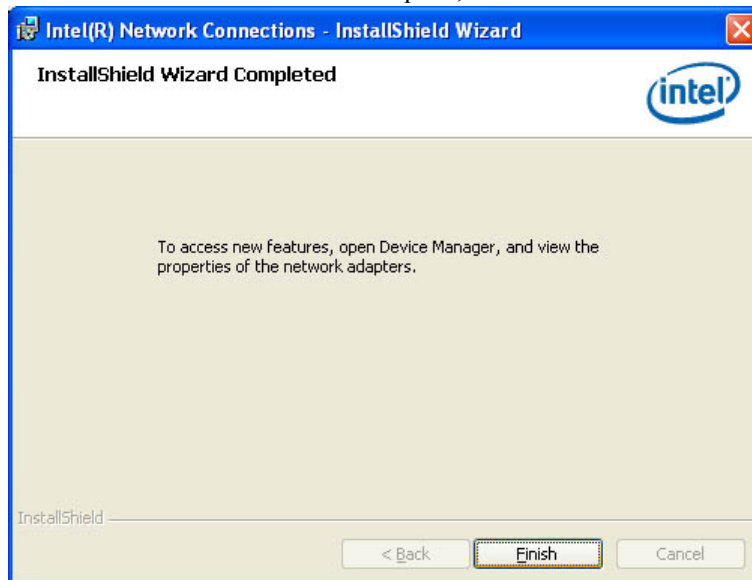 Intel(R) Network Connections - InstallShield Wizard
InstallShield Wizard Completed
intel
To access new features, open Device Manager, and view the
properties of the network adapters.
InstallShield
< Back
Finish
Cancel